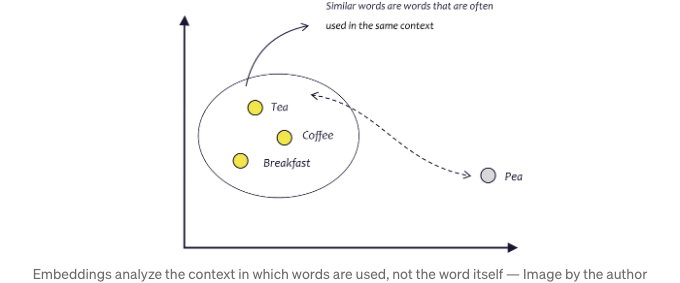 Similar words are words that are often
used in the same context
Tea
Coffee
Breakfast
Pea
Embeddings analyze the context in which words are used, not the word itself — Image by the author